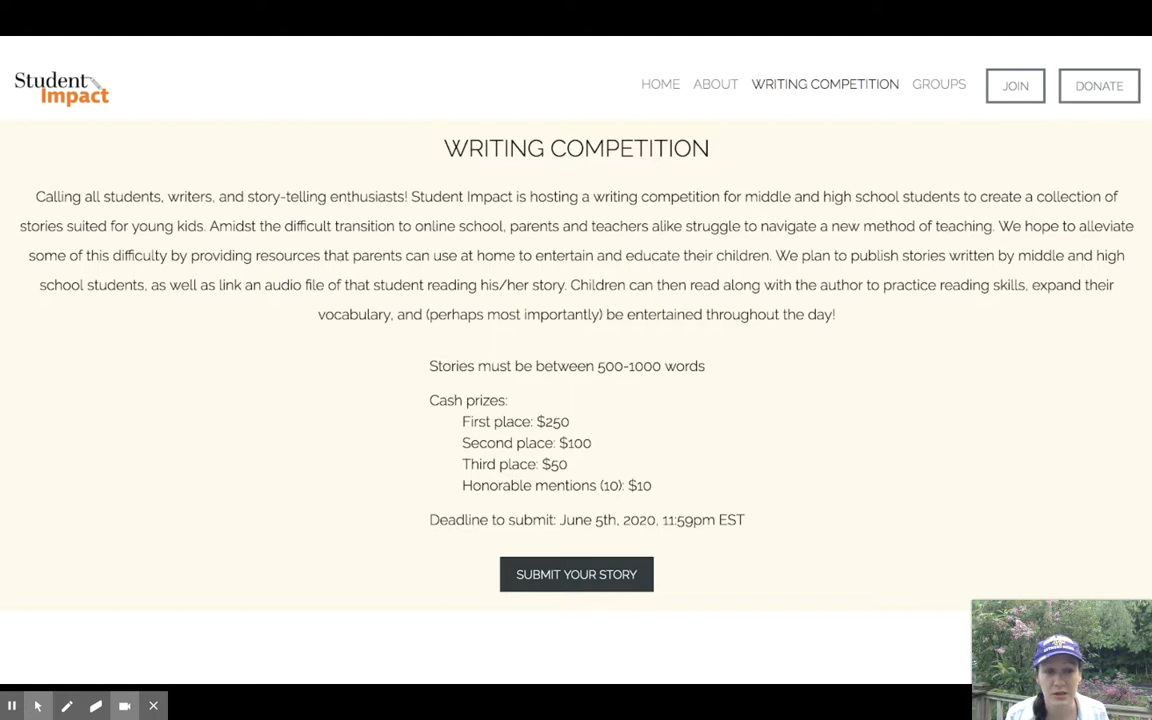 Student
Impact
HOME ABOUT WRITING COMPETITION GROUPS JOIN DONATE
WRITING COMPETITION
Calling all students, writers, and story-telling enthusiasts! Student Impact is hosting a writing competition for middle and high school students to create a collection of
stories suited for young kids. Amidst the difficult transition to online school, parents and teachers alike struggle to navigate a new method of teaching. We hope to alleviate
some of this difficulty by providing resources that parents can use at home to entertain and educate their children. We plan to publish stories written by middle and high
school students, as well as link an audio file of that student reading his/her story. Children can then read along with the author to practice reading skills, expand their
vocabulary, and (perhaps most importantly) be entertained throughout the day!
Stories must be between 500-1000 words
Cash prizes:
First place: $250
Second place: $100
Third place: $50
Honorable mentions (10): $10
Deadline to submit: June 5th, 2020, 11:59pm EST
SUBMIT YOUR STORY